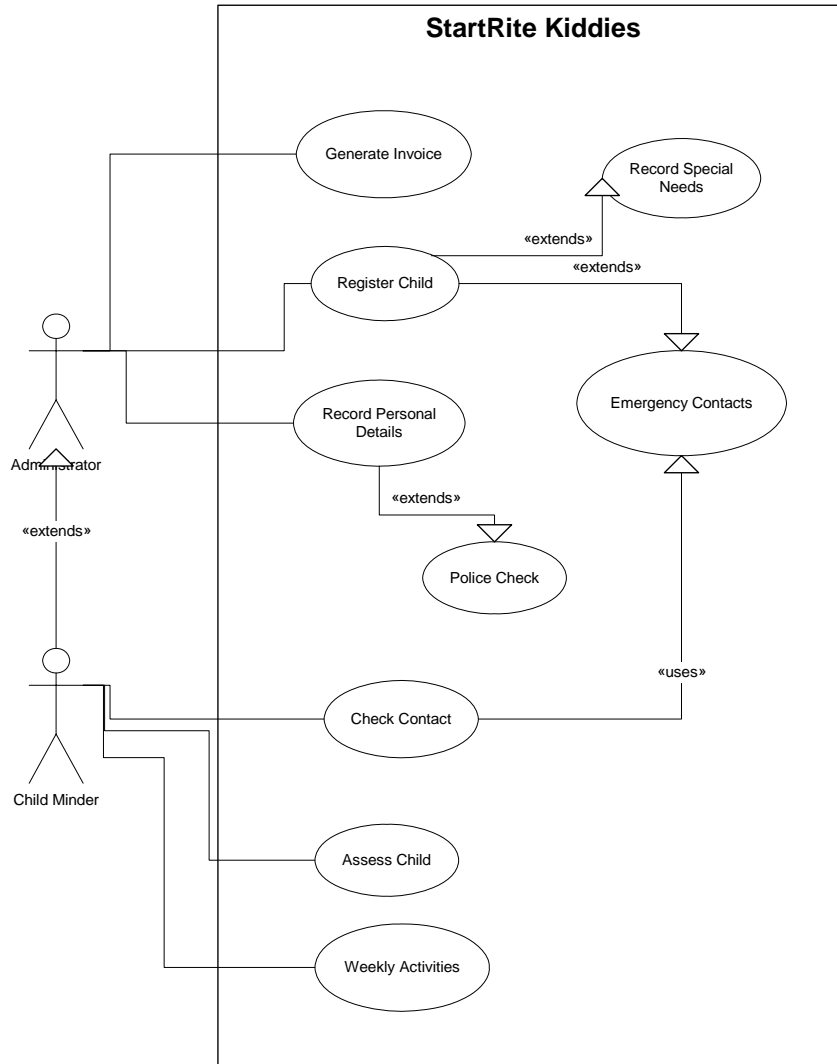 StartRite Kiddies
Generate Invoice
Record Special
Needs
«extends»
«extends»
Register Child
Emergency Contacts
Record Personal
Details
Administrator
«extends»
«extends»
Police Check
«uses»
Check Contact
Child Minder
Assess Child
Weekly Activities